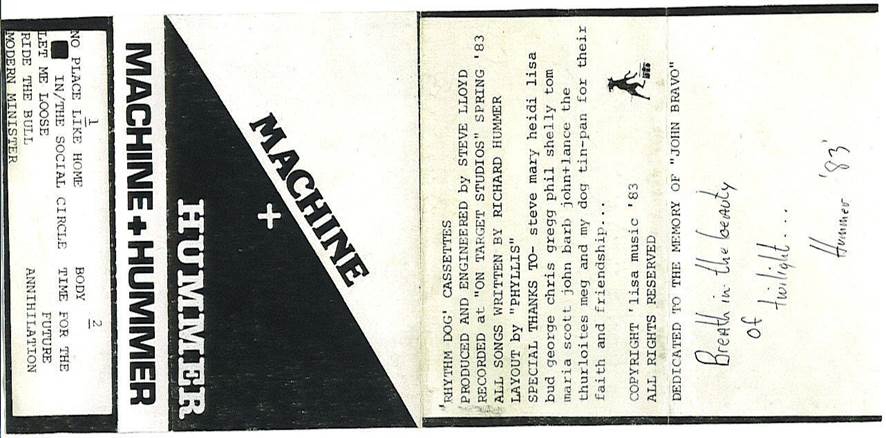 1
NO PLACE LIKE HOME
IN/THE SOCIAL CIRCLE
LET ME LOOSE
RIDE THE BULL
MODERN MINISTER
2
BODY
TIME FOR THE
FUTURE
ANNIHILATION
MACHINE+HUMMER
MACHINE
+
HUMMER
'RHYTHM DOG' CASSETTES
PRODUCED AND ENGINEERED by STEVE LLOYD
RECORDED at "ON TARGET STUDIOS" SPRING '83
ALL SONGS WRITTEN BY RICHARD HUMMER
LAYOUT by "PHYLLIS"
SPECIAL THANKS TO- steve mary heidi lisa
bud george chris gregg phil shelly tom
maria scott john barb john+lance the
thurloites meg and my dog tin-pan for their
faith and friendship...
COPYRIGHT 'lisa music '83
ALL RIGHTS RESERVED
DEDICATED TO THE MEMORY OF "JOHN BRAVO"
Breath in the beauty
of twilight...
Hummer '83'